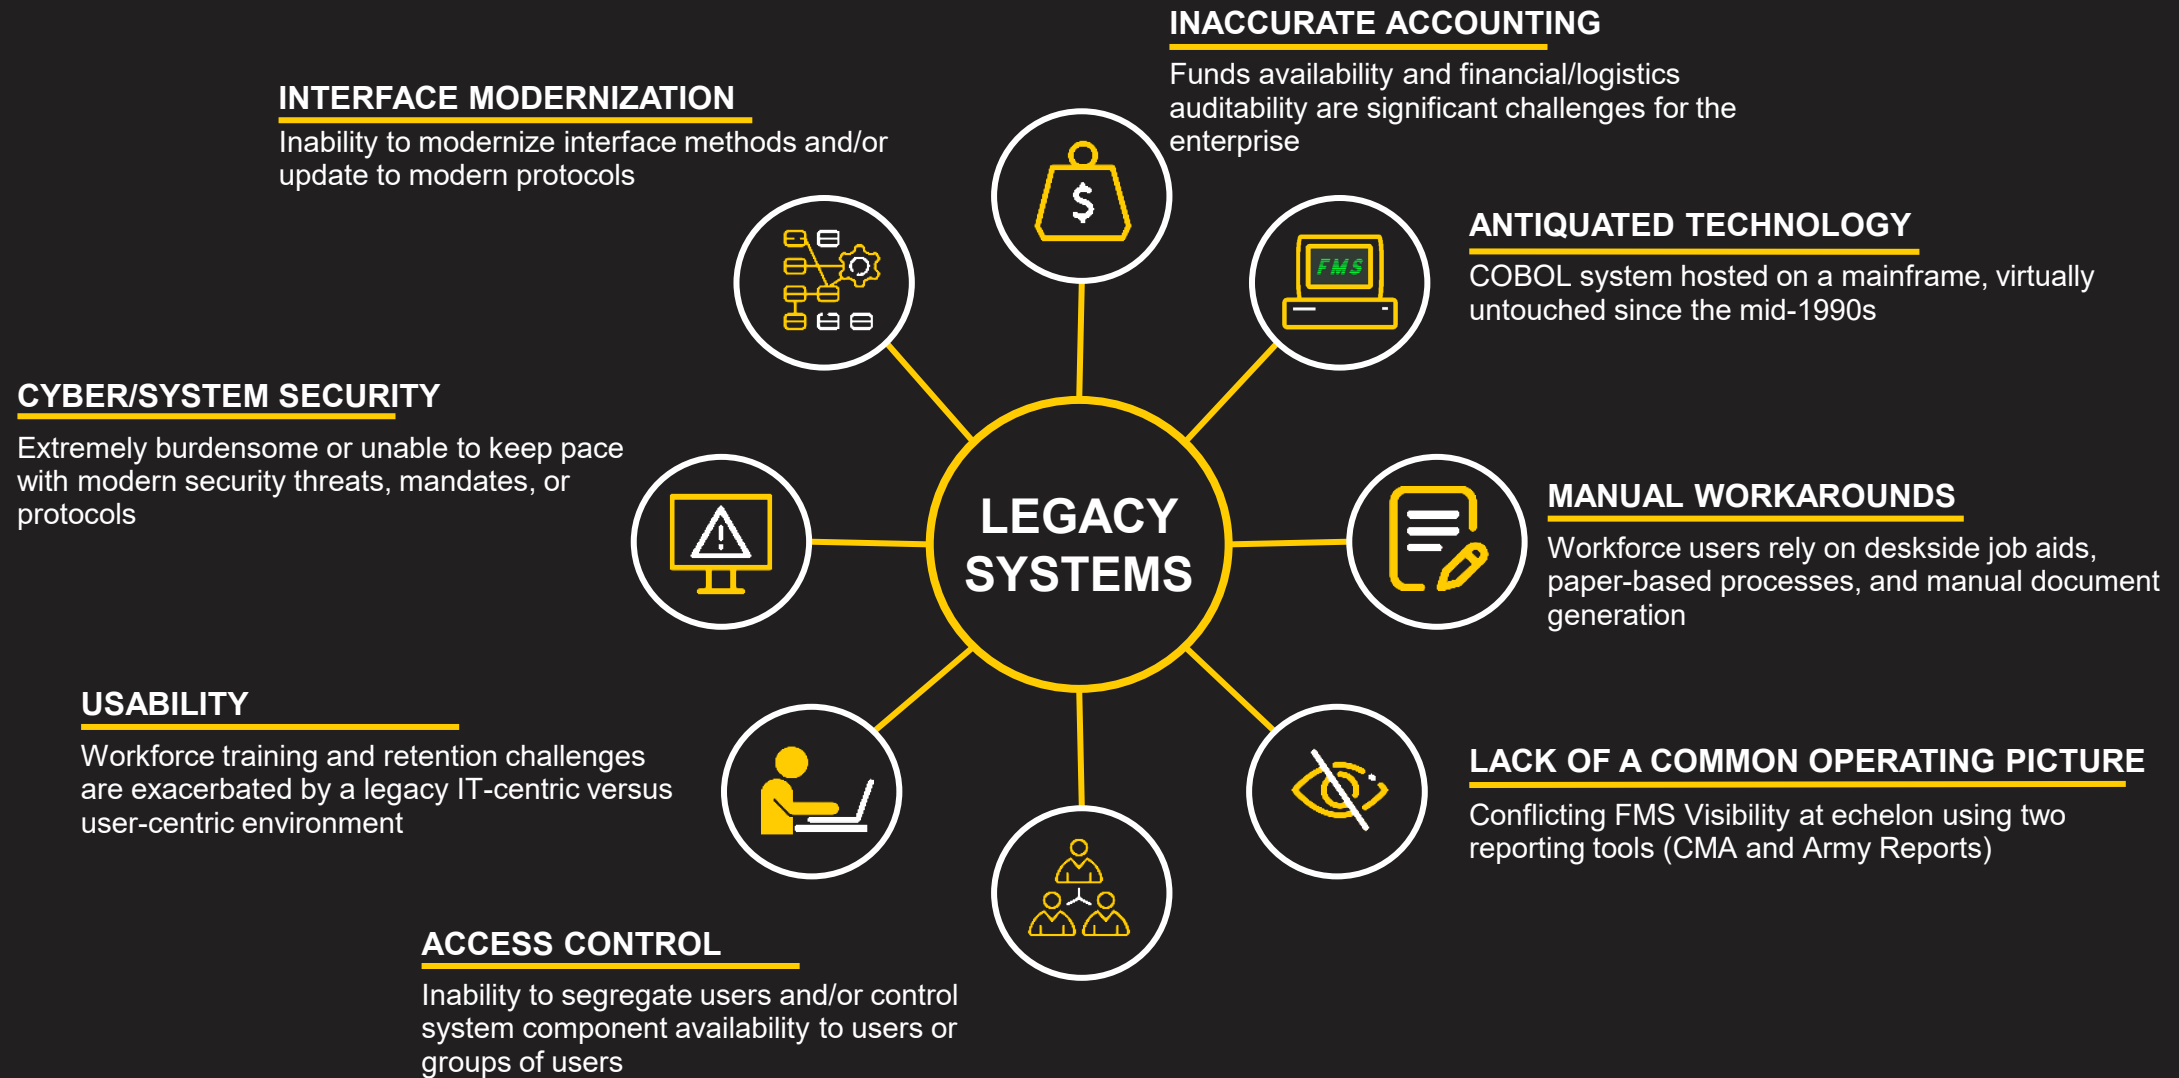 INACCURATE ACCOUNTING
Funds availability and financial/logistics
auditability are significant challenges for the
enterprise
INTERFACE MODERNIZATION
Inability to modernize interface methods and/or
update to modern protocols
$
ANTIQUATED TECHNOLOGY
COBOL system hosted on a mainframe, virtually
untouched since the mid-1990s
FMS
CYBER/SYSTEM SECURITY
Extremely burdensome or unable to keep pace
with modern security threats, mandates, or
protocols
!
LEGACY
SYSTEMS
MANUAL WORKAROUNDS
Workforce users rely on deskside job aids,
paper-based processes, and manual document
generation
USABILITY
Workforce training and retention challenges
are exacerbated by a legacy IT-centric versus
user-centric environment
LACK OF A COMMON OPERATING PICTURE
Conflicting FMS Visibility at echelon using two
reporting tools (CMA and Army Reports)
ACCESS CONTROL
Inability to segregate users and/or control
system component availability to users or
groups of users